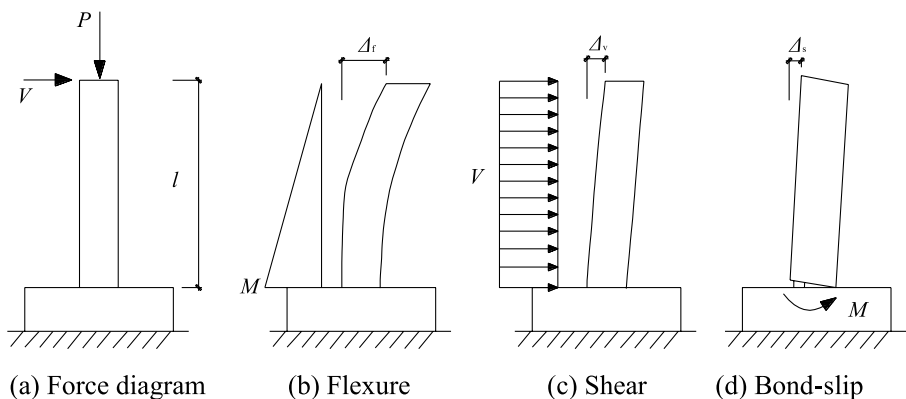 P
V
l
(a) Force diagram
Δf
M
(b) Flexure
Δv
V
(c) Shear
Δs
M
(d) Bond-slip